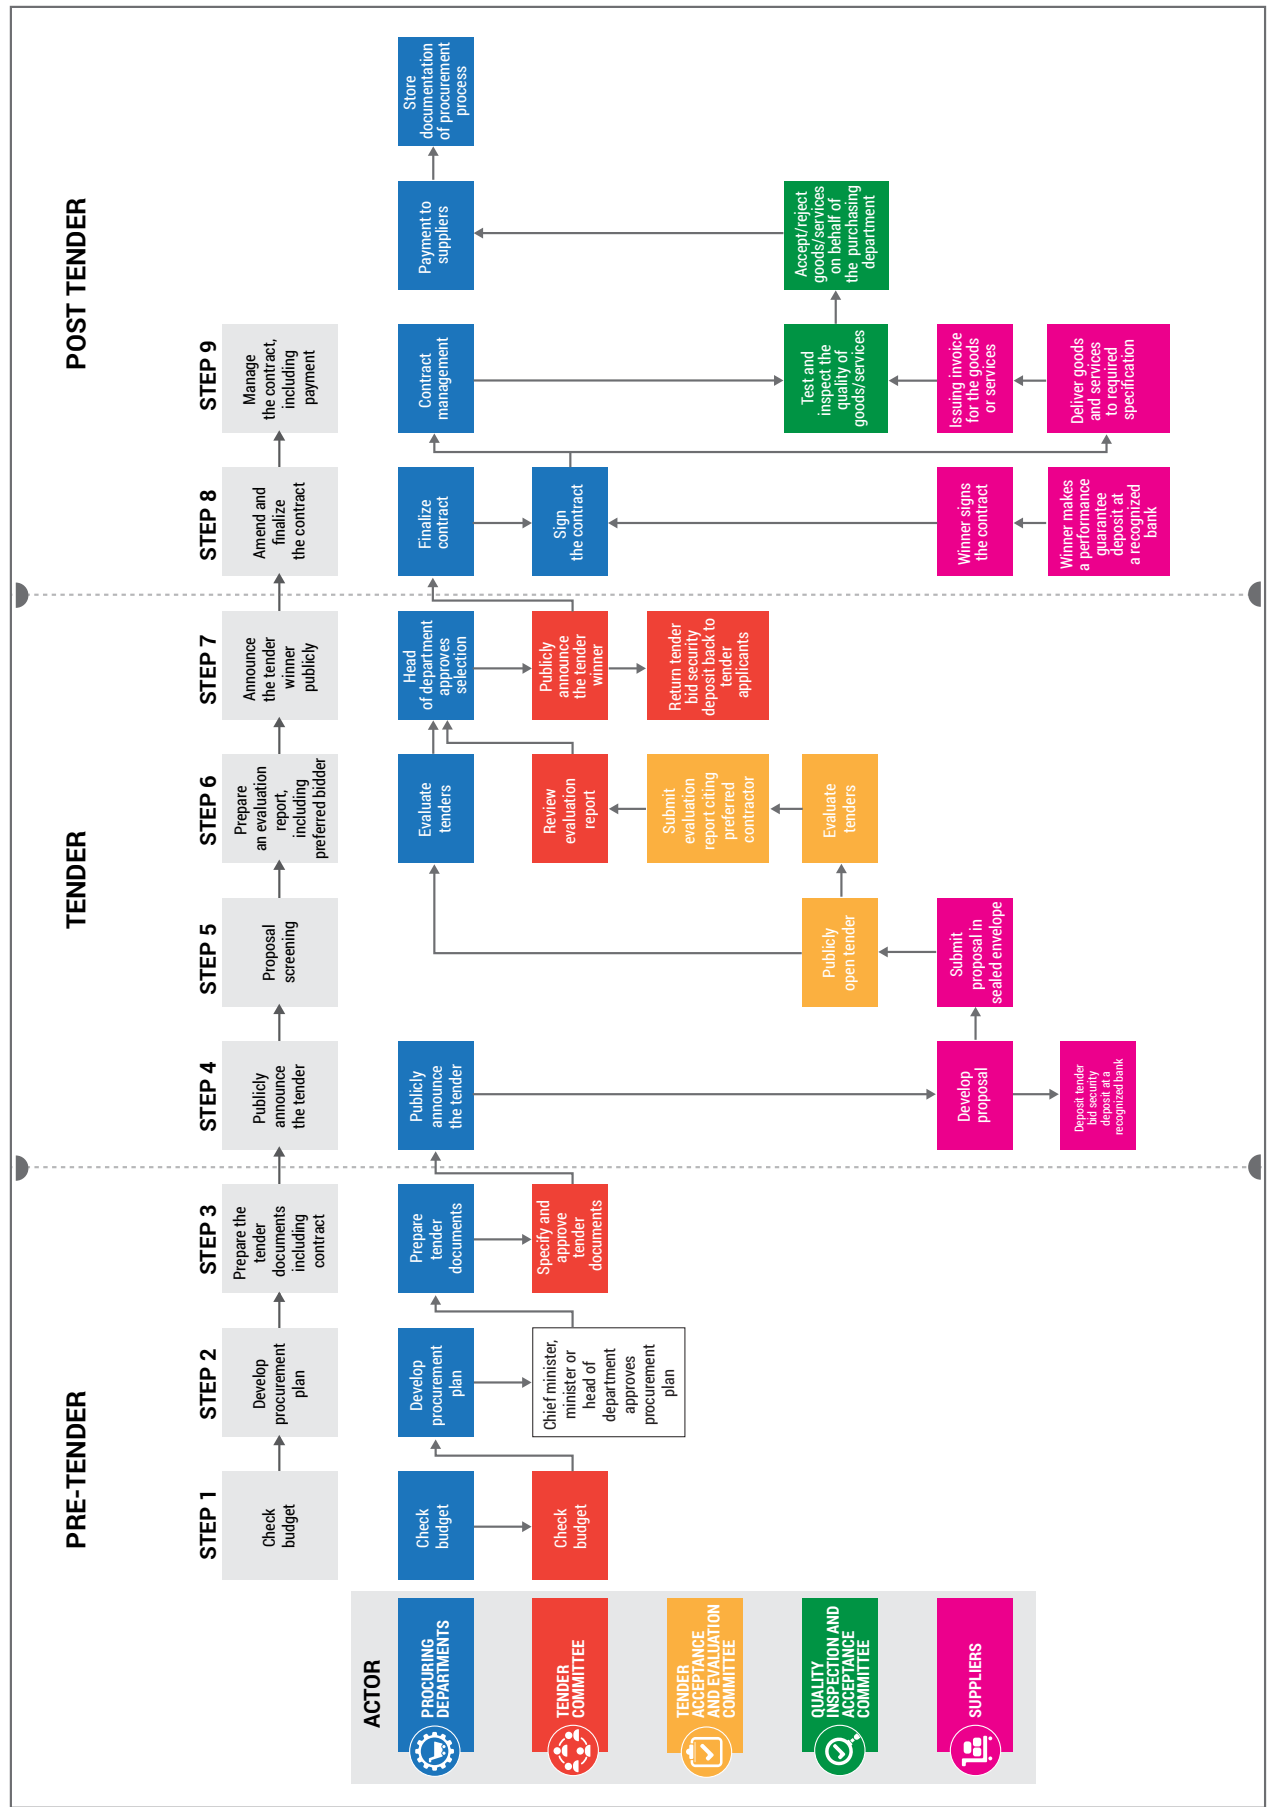 PRE-TENDER
TENDER
POST TENDER
STEP 1
STEP 2
STEP 3
STEP 4
STEP 5
STEP 6
STEP 7
STEP 8
STEP 9
Check
budget
Develop
procurement
plan
Prepare the
tender
documents
including
contract
Publicly
announce
the tender
Proposal
screening
Prepare
an evaluation
report,
including
preferred bidder
Announce
the tender
winner
publicly
Amend and
finalize
the contract
Manage
the contract,
including
payment
ACTOR
PROCURING
DEPARTMENTS
Check
budget
Develop
procurement
plan
Prepare
tender
documents
Publicly
announce
the tender
Evaluate
tenders
Head
of department
approves
selection
Finalize
contract
Contract
management
Payment to
suppliers
Store
documentation
of procurement
process
Sign
the contract
TENDER
COMMITTEE
Check
budget
Chief minister,
minister or
head of
department
approves
procurement
plan
Specify and
approve
tender
documents
Review
evaluation
report
Publicly
announce
the tender
winner
Return tender
bid security
deposit back to
tender
applicants
TENDER
ACCEPTANCE
AND EVALUATION
COMMITTEE
Submit
evaluation
report citing
preferred
contractor
Publicly
open tender
Evaluate
tenders
QUALITY
INSPECTION AND
ACCEPTANCE
COMMITTEE
Test and
inspect the
quality of
goods/services
Accept/reject
goods/services
on behalf of
the purchasing
department
SUPPLIERS
Develop
proposal
Submit
proposal in
sealed envelope
Winner signs
the contract
Issuing invoice
for the goods
or services
Deposit tender
bid security
deposit at a
recognized bank
Winner makes
a performance
guarantee
deposit at
a recognized
bank
Deliver goods
and services
to required
specification